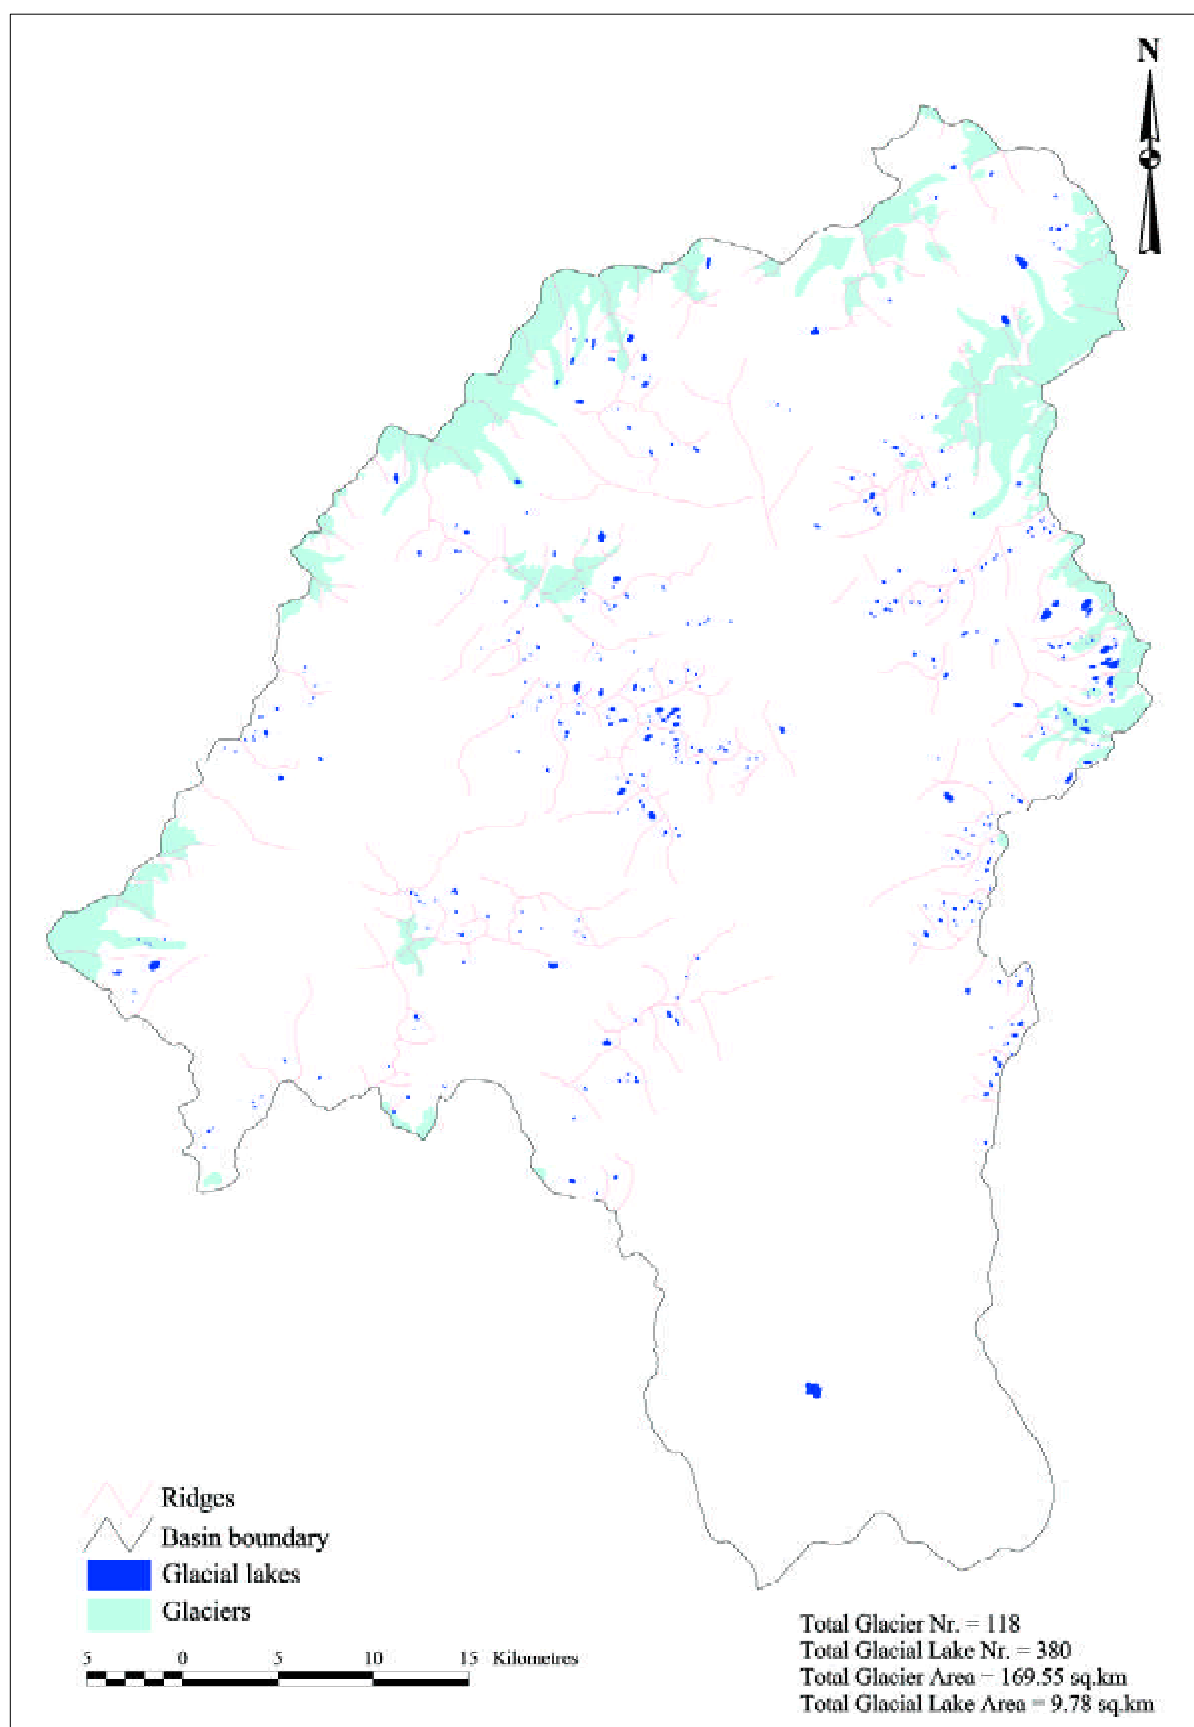 N
Ridges
Basin boundary
Glacial lakes
Glaciers
5 0 5 10 15 Kilometres
Total Glacier Nr. = 118
Total Glacial Lake Nr. = 380
Total Glacier Area = 169.55 sq.km
Total Glacial Lake Area = 9.78 sq.km